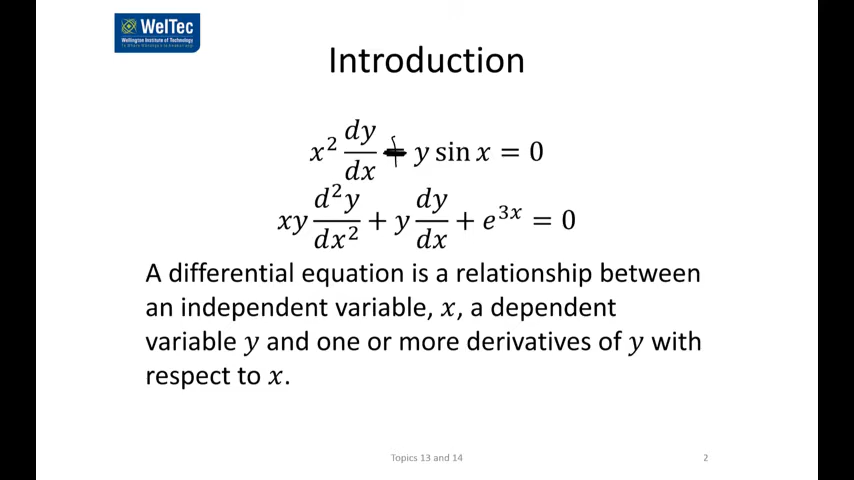 WelTec
Wellington Institute of Technology
Introduction
x² dy/dx + y sin x = 0
xy d²y/dx² + y dy/dx + e³ˣ = 0
A differential equation is a relationship between
an independent variable, x, a dependent
variable y and one or more derivatives of y with
respect to x.
Topics 13 and 14
2